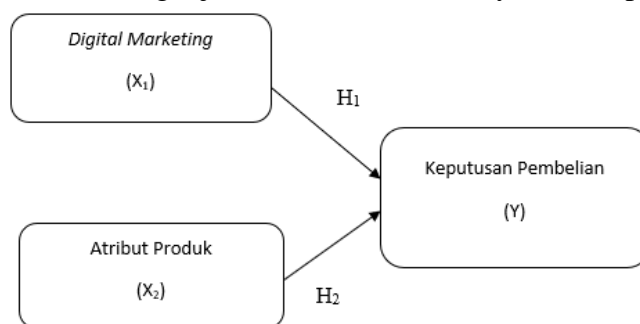 Digital Marketing
(X₁)
H₁
Keputusan Pembelian
(Y)
Atribut Produk
(X₂)
H₂